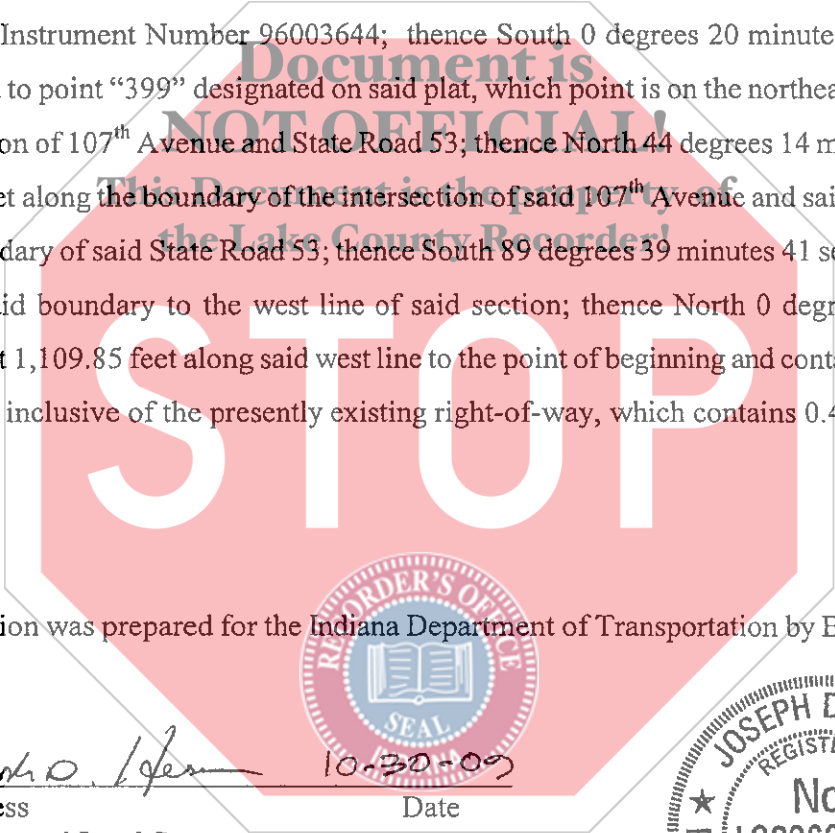 Instrument Number 96003644; thence South 0 degrees 20 minute
Document is
to point “399” designated on said plat, which point is on the northea
NOT OFFICIAL!
on of 107th Avenue and State Road 53; thence North 44 degrees 14 m
This Document is the property of
et along the boundary of the intersection of said 107th Avenue and sai
the Lake County Recorder!
dary of said State Road 53; thence South 89 degrees 39 minutes 41 se
id boundary to the west line of said section; thence North 0 degr
t 1,109.85 feet along said west line to the point of beginning and conta
inclusive of the presently existing right-of-way, which contains 0.4
STOP
RECORDER'S OFFICE
SEAL
ion was prepared for the Indiana Department of Transportation by B
JOSEPH D
REGISTE
No
10-30-09
ess Date